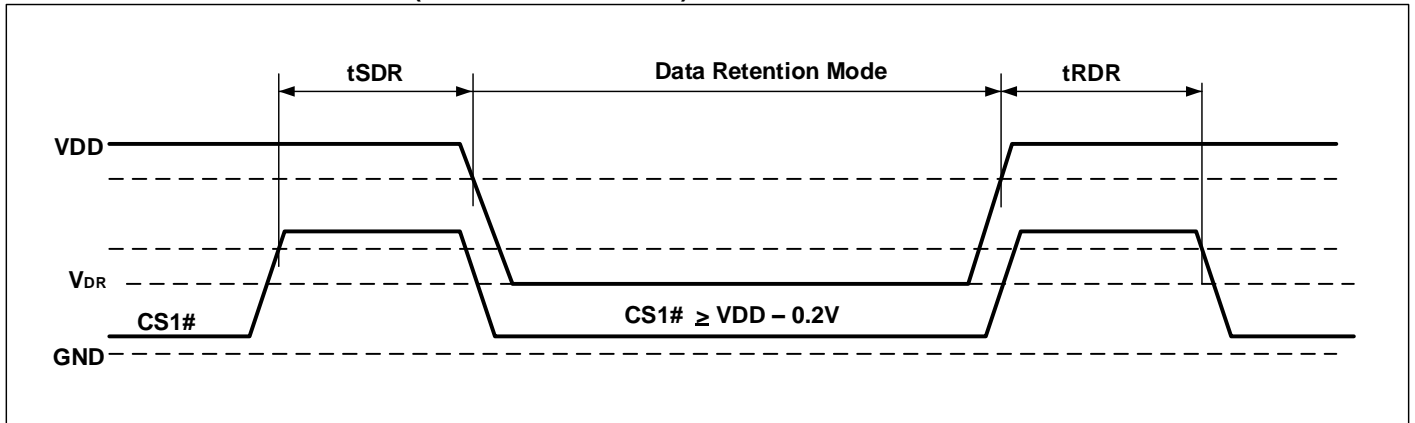 tSDR Data Retention Mode tRDR
VDD
VDR
CS1# ≥ VDD – 0.2V
CS1#
GND